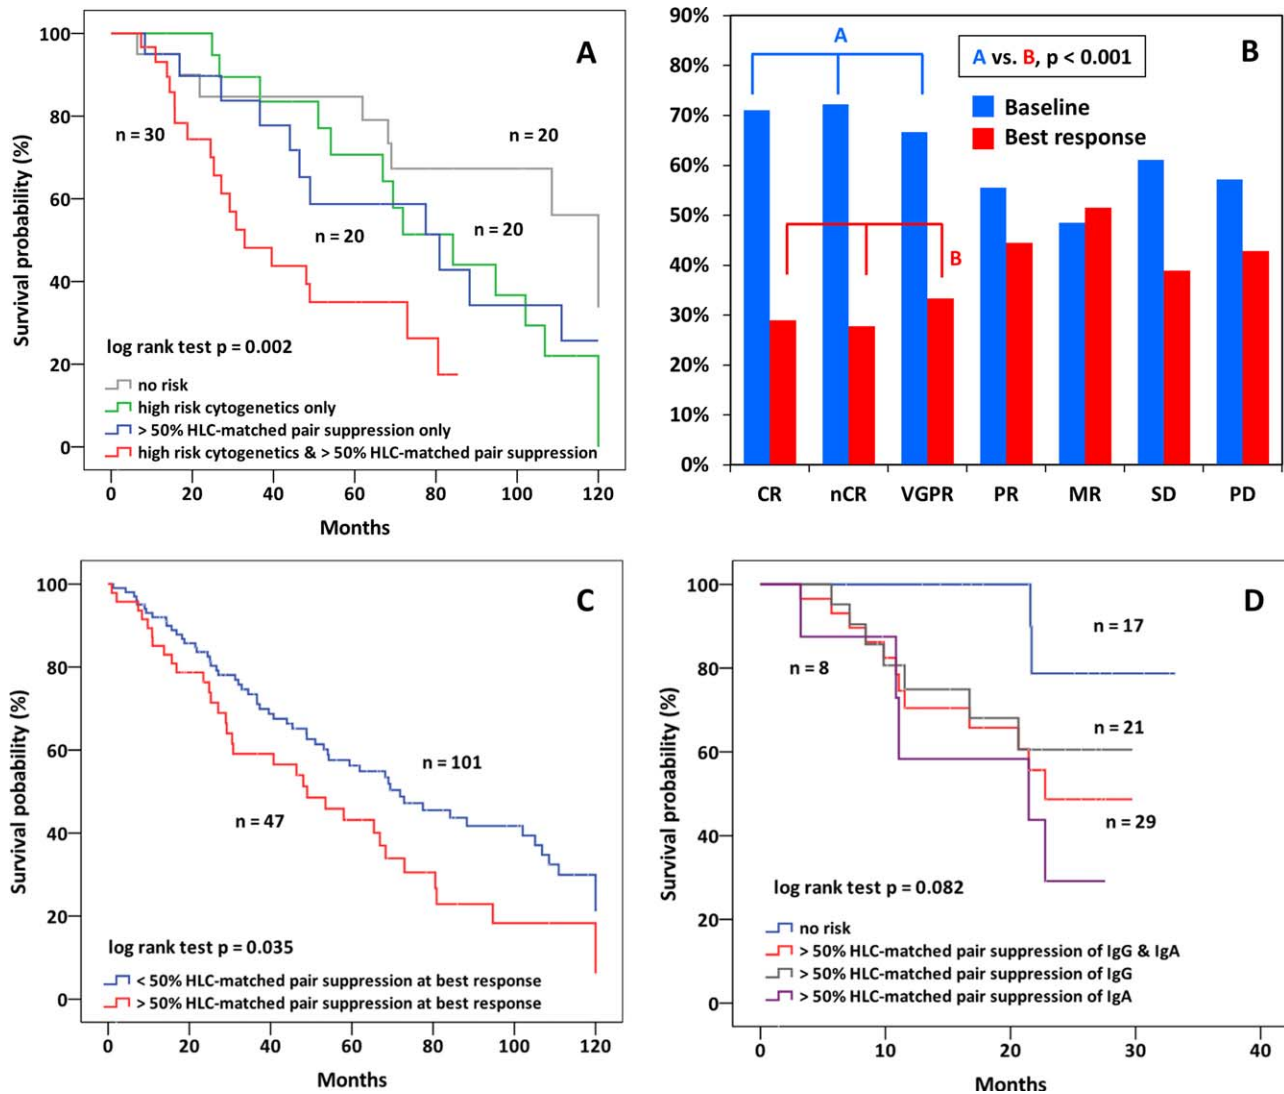 A
Survival probability (%)
100
80
60
40
20
0
n = 30
n = 20
n = 20
n = 20
log rank test p = 0.002
no risk
high risk cytogenetics only
> 50% HLC-matched pair suppression only
high risk cytogenetics & > 50% HLC-matched pair suppression
0 20 40 60 80 100 120
Months
B
90%
80%
70%
60%
50%
40%
30%
20%
10%
0%
A
A vs. B, p < 0.001
Baseline
Best response
B
CR nCR VGPR PR MR SD PD
C
Survival pobability (%)
100
80
60
40
20
0
n = 101
n = 47
log rank test p = 0.035
< 50% HLC-matched pair suppression at best response
> 50% HLC-matched pair suppression at best response
0 20 40 60 80 100 120
Months
D
Survival probability (%)
100
80
60
40
20
0
n = 17
n = 8
n = 21
n = 29
log rank test p = 0.082
no risk
> 50% HLC-matched pair suppression of IgG & IgA
> 50% HLC-matched pair suppression of IgG
> 50% HLC-matched pair suppression of IgA
0 10 20 30 40
Months